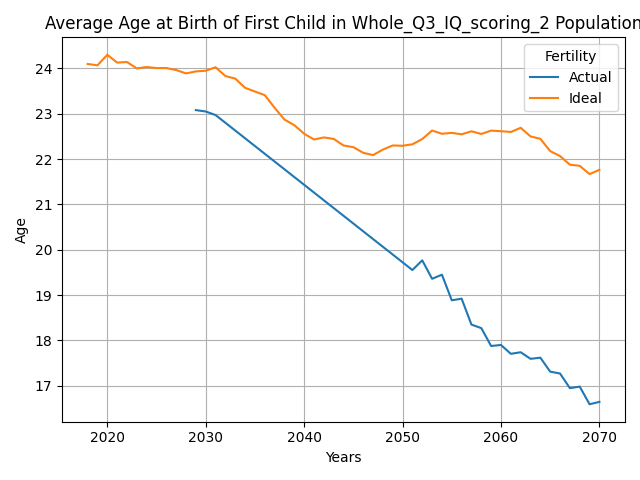 Average Age at Birth of First Child in Whole_Q3_IQ_scoring_2 Population
Fertility
Actual
Ideal
24
23
22
21
20
19
18
17
Age
2020
2030
2040
2050
2060
2070
Years